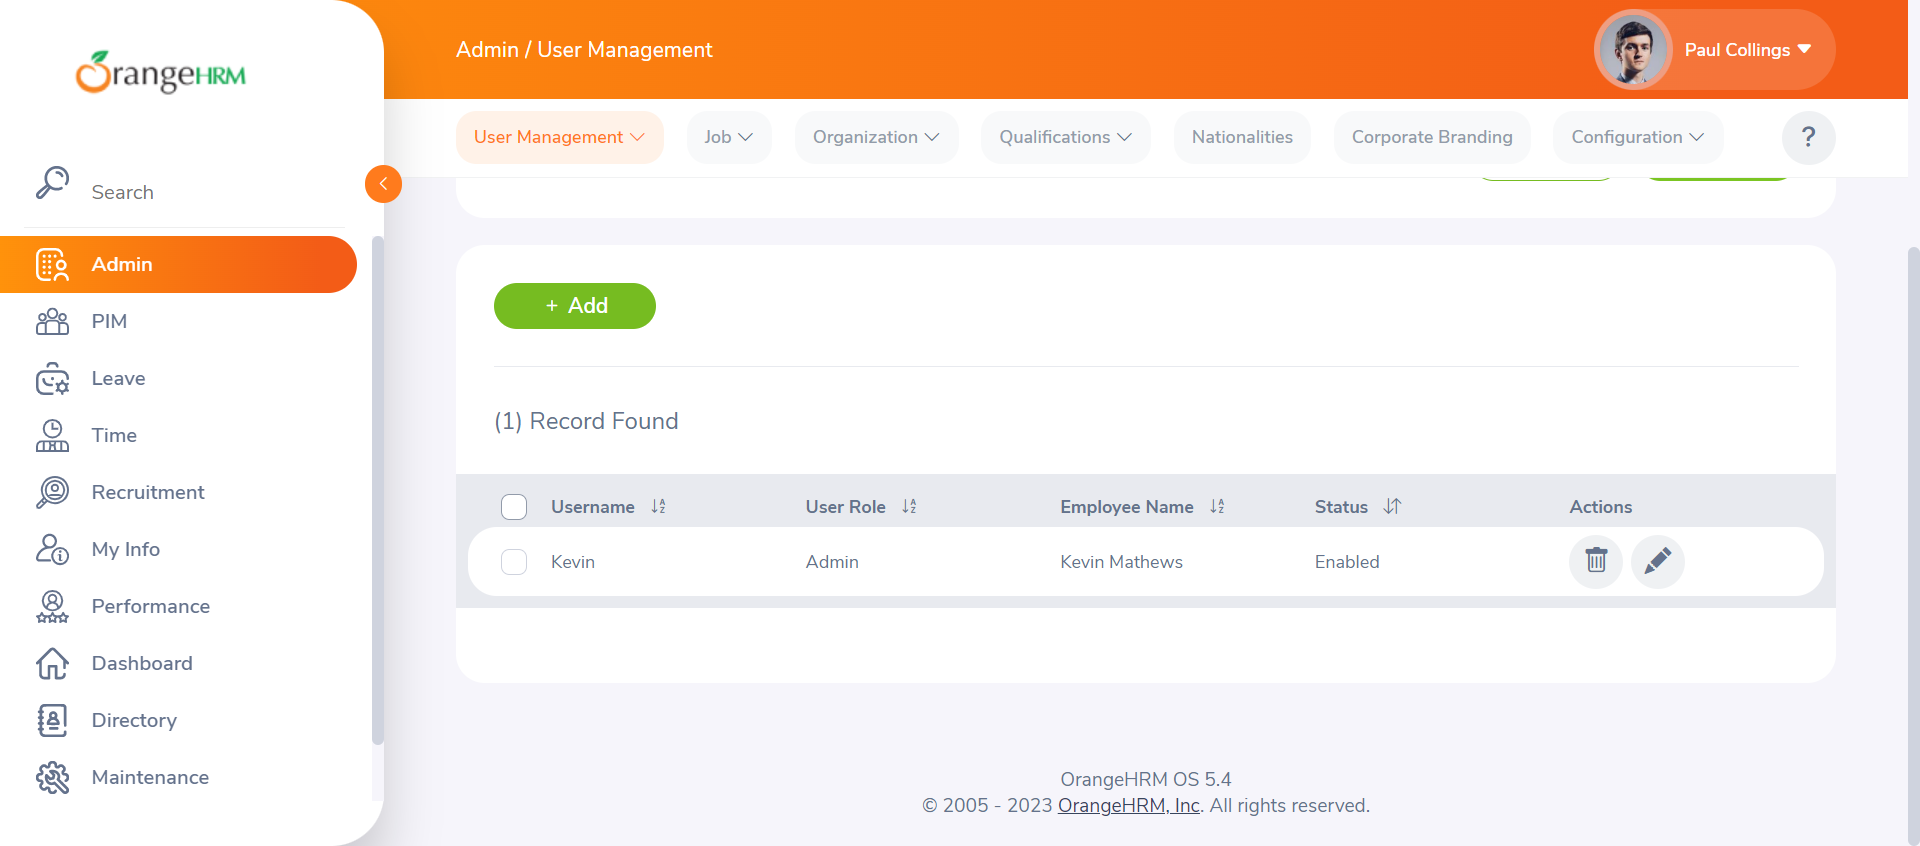 OrangeHRM
Admin / User Management
Paul Collings
User Management
Job
Organization
Qualifications
Nationalities
Corporate Branding
Configuration
?
Search
Admin
PIM
Leave
Time
Recruitment
My Info
Performance
Dashboard
Directory
Maintenance
+ Add
(1) Record Found
Username User Role Employee Name Status Actions
Kevin Admin Kevin Mathews Enabled
OrangeHRM OS 5.4
© 2005 - 2023 OrangeHRM, Inc. All rights reserved.